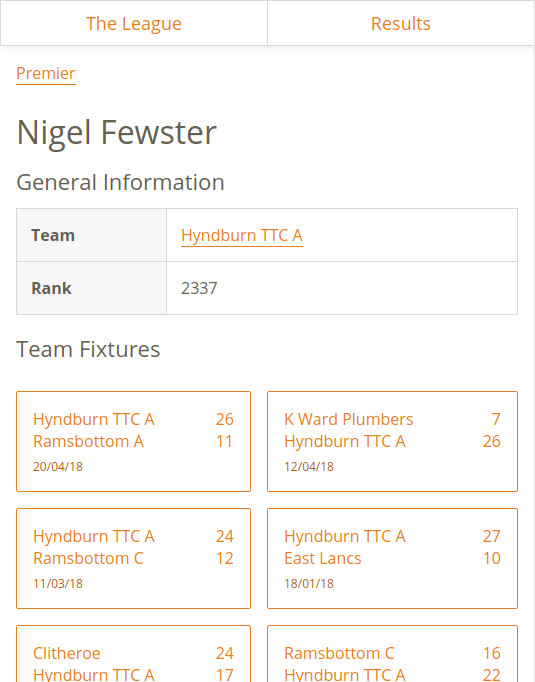 The League
Results
Premier
Nigel Fewster
General Information
Team Hyndburn TTC A
Rank 2337
Team Fixtures
Hyndburn TTC A 26
Ramsbottom A 11
20/04/18
K Ward Plumbers 7
Hyndburn TTC A 26
12/04/18
Hyndburn TTC A 24
Ramsbottom C 12
11/03/18
Hyndburn TTC A 27
East Lancs 10
18/01/18
Clitheroe 24
Hyndburn TTC A 17
Ramsbottom C 16
Hyndburn TTC A 22